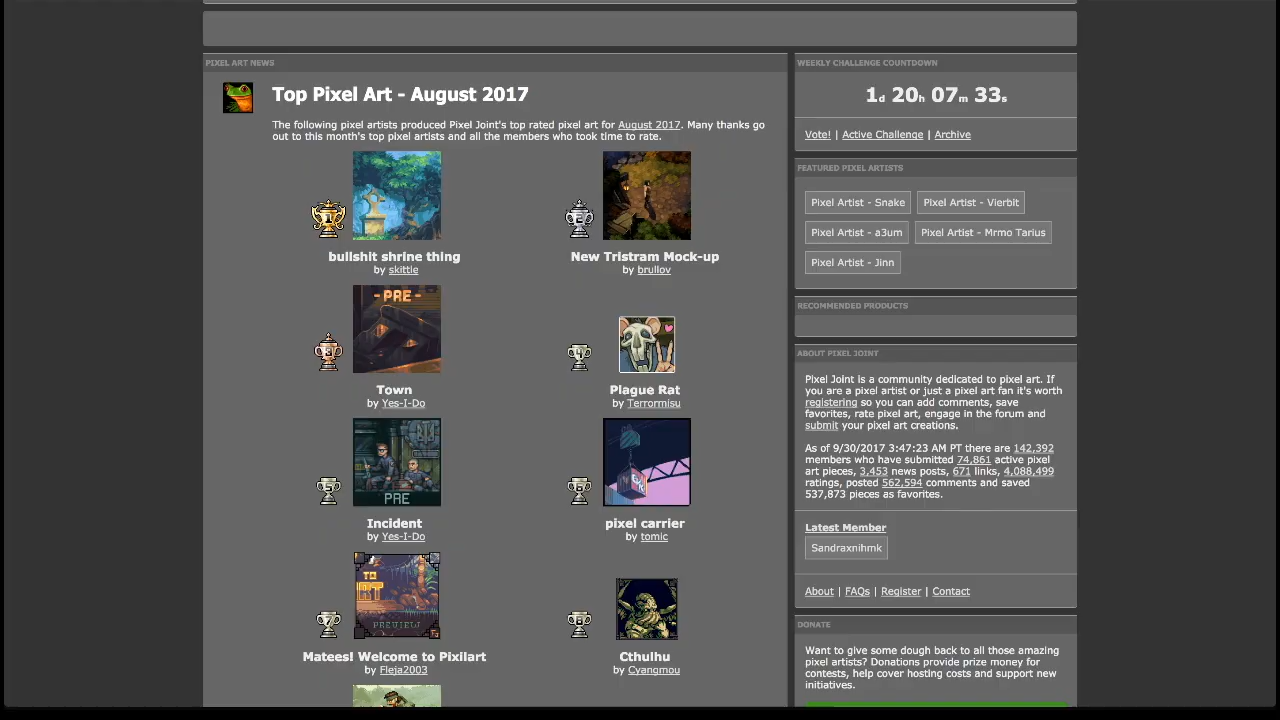 PIXEL ART NEWS
Top Pixel Art - August 2017
The following pixel artists produced Pixel Joint's top rated pixel art for August 2017. Many thanks go
out to this month's top pixel artists and all the members who took time to rate.
1
2
bullshit shrine thing
by skittle
New Tristram Mock-up
by brullov
- PRE -
3
4
Town
by Yes-I-Do
Plague Rat
by Terrormisu
PRE
5
6
Incident
by Yes-I-Do
pixel carrier
by tomic
TO
PREVIEW!
7
8
Matees! Welcome to Pixilart
by Fleja2003
Cthulhu
by Cyangmou
WEEKLY CHALLENGE COUNTDOWN
1d 20h 07m 33s
Vote! | Active Challenge | Archive
FEATURED PIXEL ARTISTS
Pixel Artist - Snake
Pixel Artist - Vierbit
Pixel Artist - a3um
Pixel Artist - Mrmo Tarius
Pixel Artist - Jinn
RECOMMENDED PRODUCTS
ABOUT PIXEL JOINT
Pixel Joint is a community dedicated to pixel art. If
you are a pixel artist or just a pixel art fan it's worth
registering so you can add comments, save
favorites, rate pixel art, engage in the forum and
submit your pixel art creations.
As of 9/30/2017 3:47:23 AM PT there are 142,392
members who have submitted 74,861 active pixel
art pieces, 3,453 news posts, 671 links, 4,088,499
ratings, posted 562,594 comments and saved
537,873 pieces as favorites.
Latest Member
Sandraxnihmk
About | FAQs | Register | Contact
DONATE
Want to give some dough back to all those amazing
pixel artists? Donations provide prize money for
contests, help cover hosting costs and support new
initiatives.